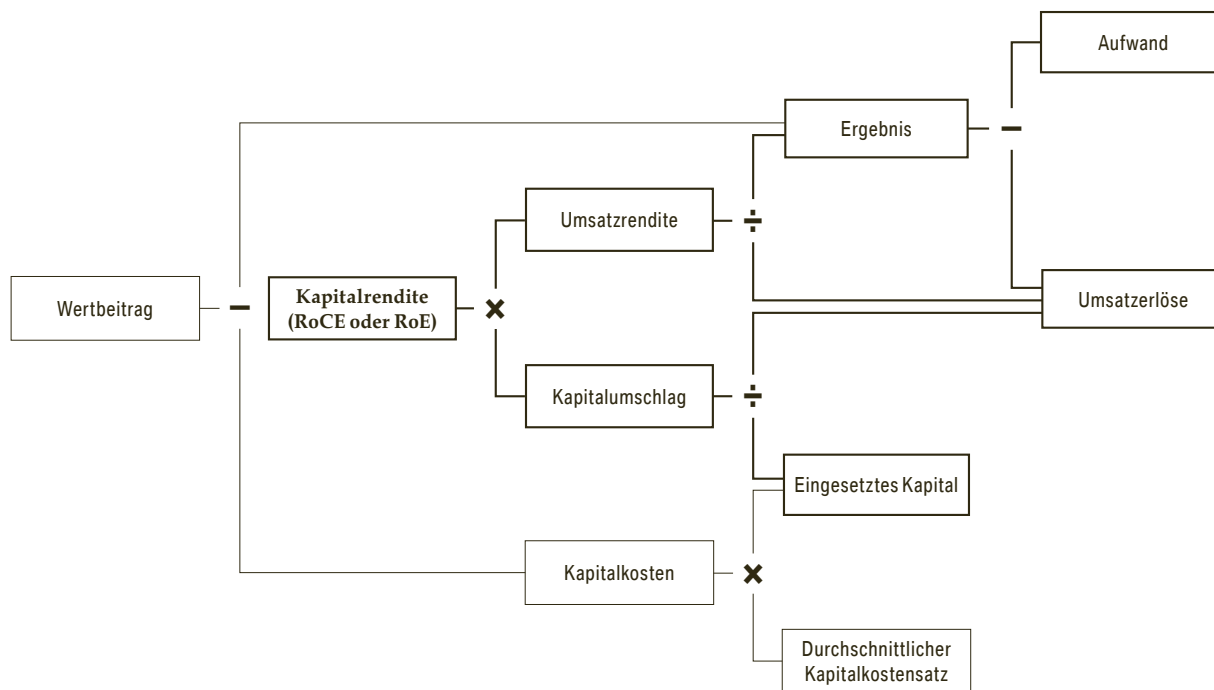 Aufwand
Ergebnis
Umsatzrendite
Wertbeitrag
Kapitalrendite
(RoCE oder RoE)
Umsatzerlöse
Kapitalumschlag
Eingesetztes Kapital
Kapitalkosten
Durchschnittlicher
Kapitalkostensatz